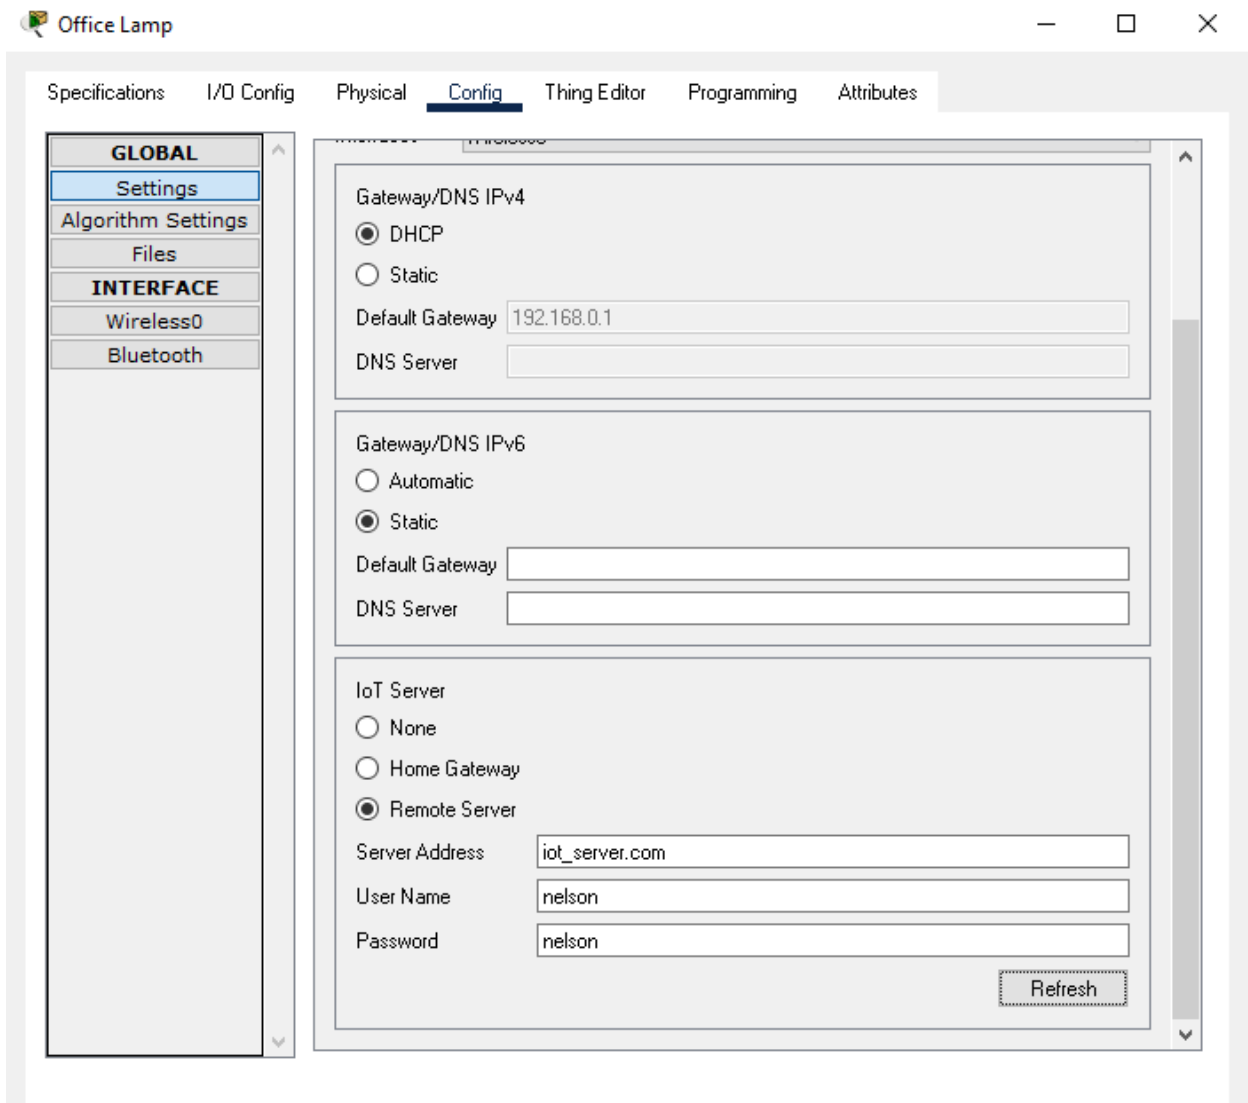 Office Lamp
Specifications I/O Config Physical Config Thing Editor Programming Attributes
GLOBAL
Settings
Algorithm Settings
Files
INTERFACE
Wireless0
Bluetooth
Gateway/DNS IPv4
DHCP
Static
Default Gateway 192.168.0.1
DNS Server
Gateway/DNS IPv6
Automatic
Static
Default Gateway
DNS Server
IoT Server
None
Home Gateway
Remote Server
Server Address iot_server.com
User Name nelson
Password nelson
Refresh